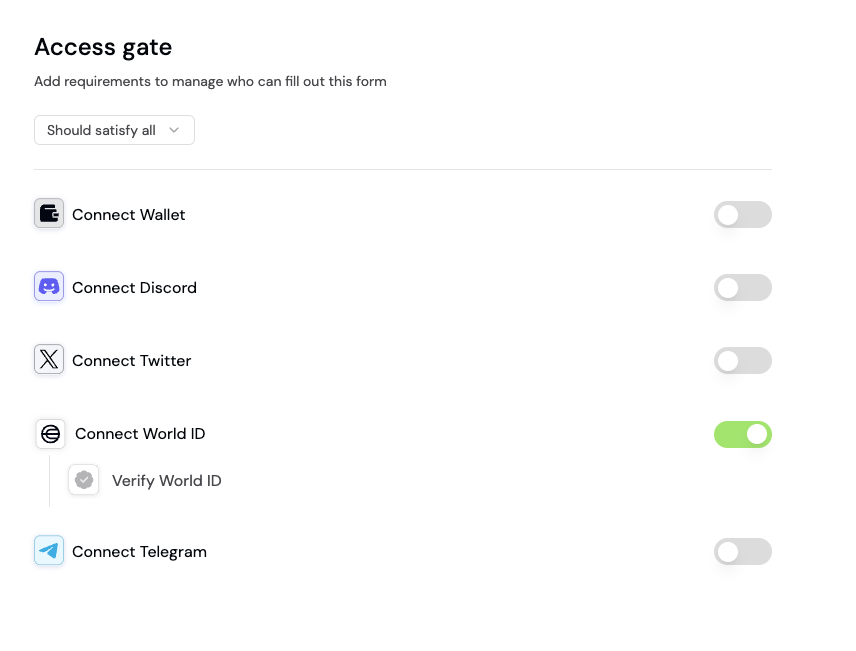 Access gate
Add requirements to manage who can fill out this form
Should satisfy all
Connect Wallet
Connect Discord
Connect Twitter
Connect World ID
Verify World ID
Connect Telegram